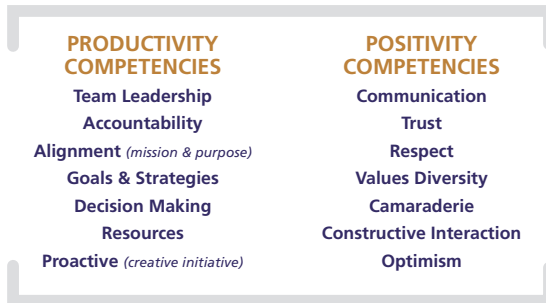 PRODUCTIVITY
COMPETENCIES
Team Leadership
Accountability
Alignment (mission & purpose)
Goals & Strategies
Decision Making
Resources
Proactive (creative initiative)
POSITIVITY
COMPETENCIES
Communication
Trust
Respect
Values Diversity
Camaraderie
Constructive Interaction
Optimism